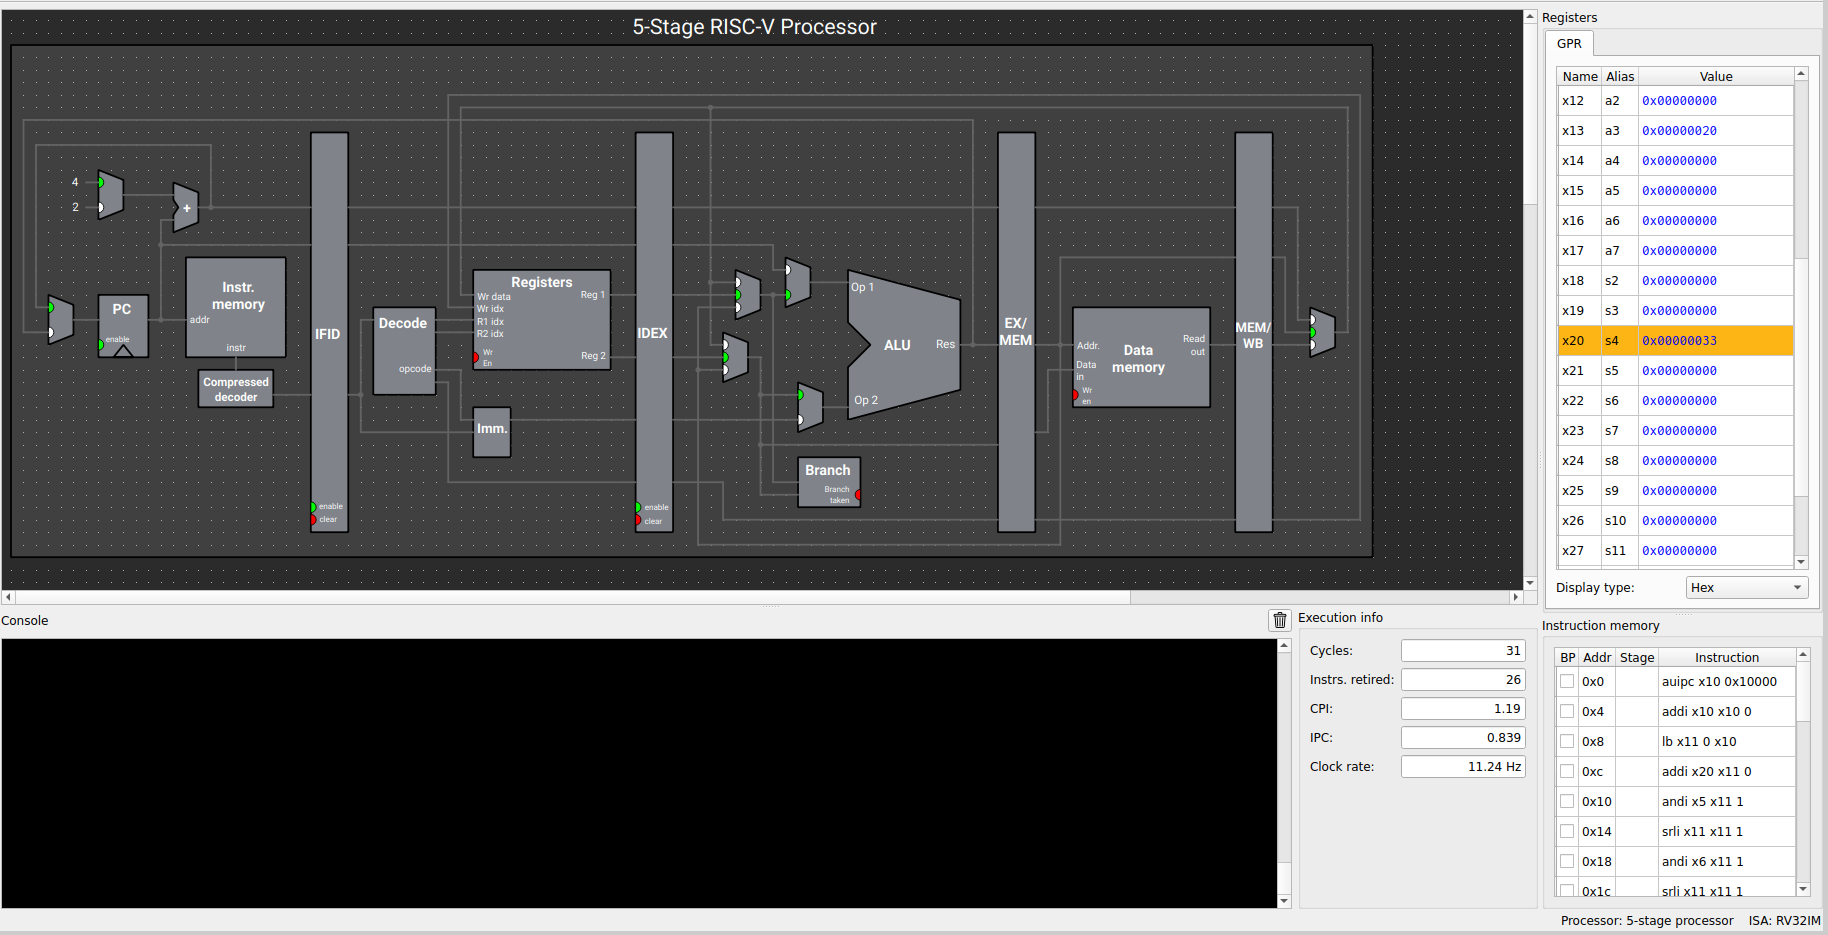 5-Stage RISC-V Processor
4
2
+
PC
enable
Instr.
memory
addr
instr
Compressed
decoder
IFID
enable
clear
Decode
opcode
Registers
Wr data
Wr idx
R1 idx
R2 idx
Wr
En
Reg 1
Reg 2
Imm.
IDEX
enable
clear
Op 1
ALU
Res
Op 2
Branch
Branch
taken
EX/
MEM
Addr.
Data
in
Wr
en
Data
memory
Read
out
MEM/
WB
Registers
GPR
Name Alias Value
x12 a2 0x00000000
x13 a3 0x00000020
x14 a4 0x00000000
x15 a5 0x00000000
x16 a6 0x00000000
x17 a7 0x00000000
x18 s2 0x00000000
x19 s3 0x00000000
x20 s4 0x00000033
x21 s5 0x00000000
x22 s6 0x00000000
x23 s7 0x00000000
x24 s8 0x00000000
x25 s9 0x00000000
x26 s10 0x00000000
x27 s11 0x00000000
Display type: Hex
Console
Execution info
Cycles: 31
Instrs. retired: 26
CPI: 1.19
IPC: 0.839
Clock rate: 11.24 Hz
Instruction memory
BP Addr Stage Instruction
0x0 auipc x10 0x10000
0x4 addi x10 x10 0
0x8 lb x11 0 x10
0xc addi x20 x11 0
0x10 andi x5 x11 1
0x14 srli x11 x11 1
0x18 andi x6 x11 1
0x1c srli x11 x11 1
Processor: 5-stage processor ISA: RV32IM